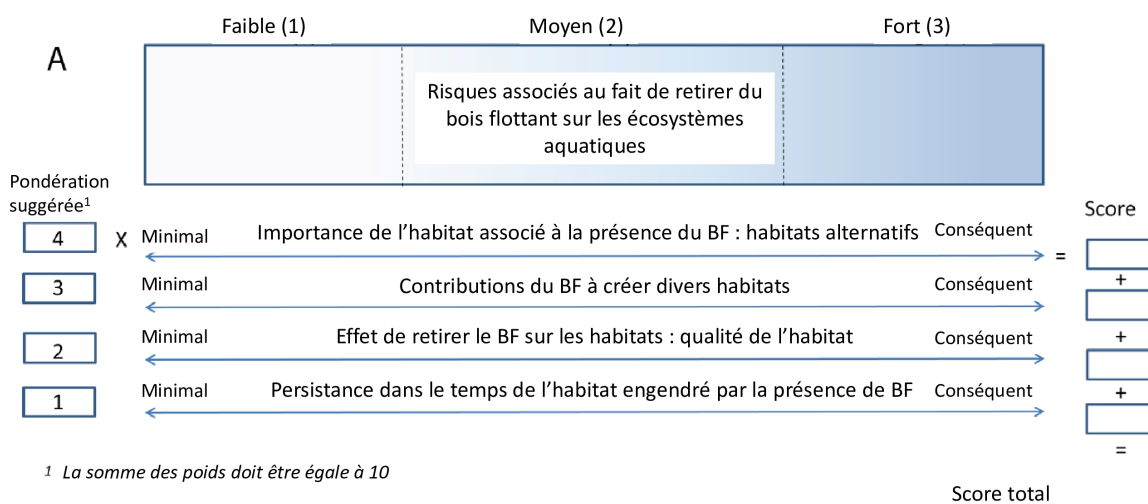 Faible (1) Moyen (2) Fort (3)
A
Risques associés au fait de retirer du
bois flottant sur les écosystèmes
aquatiques
Pondération
suggérée¹
Score
4 X Minimal Importance de l’habitat associé à la présence du BF : habitats alternatifs Conséquent =
+
3 Minimal Contributions du BF à créer divers habitats Conséquent
+
2 Minimal Effet de retirer le BF sur les habitats : qualité de l’habitat Conséquent
+
1 Minimal Persistance dans le temps de l’habitat engendré par la présence de BF Conséquent
=
¹ La somme des poids doit être égale à 10
Score total